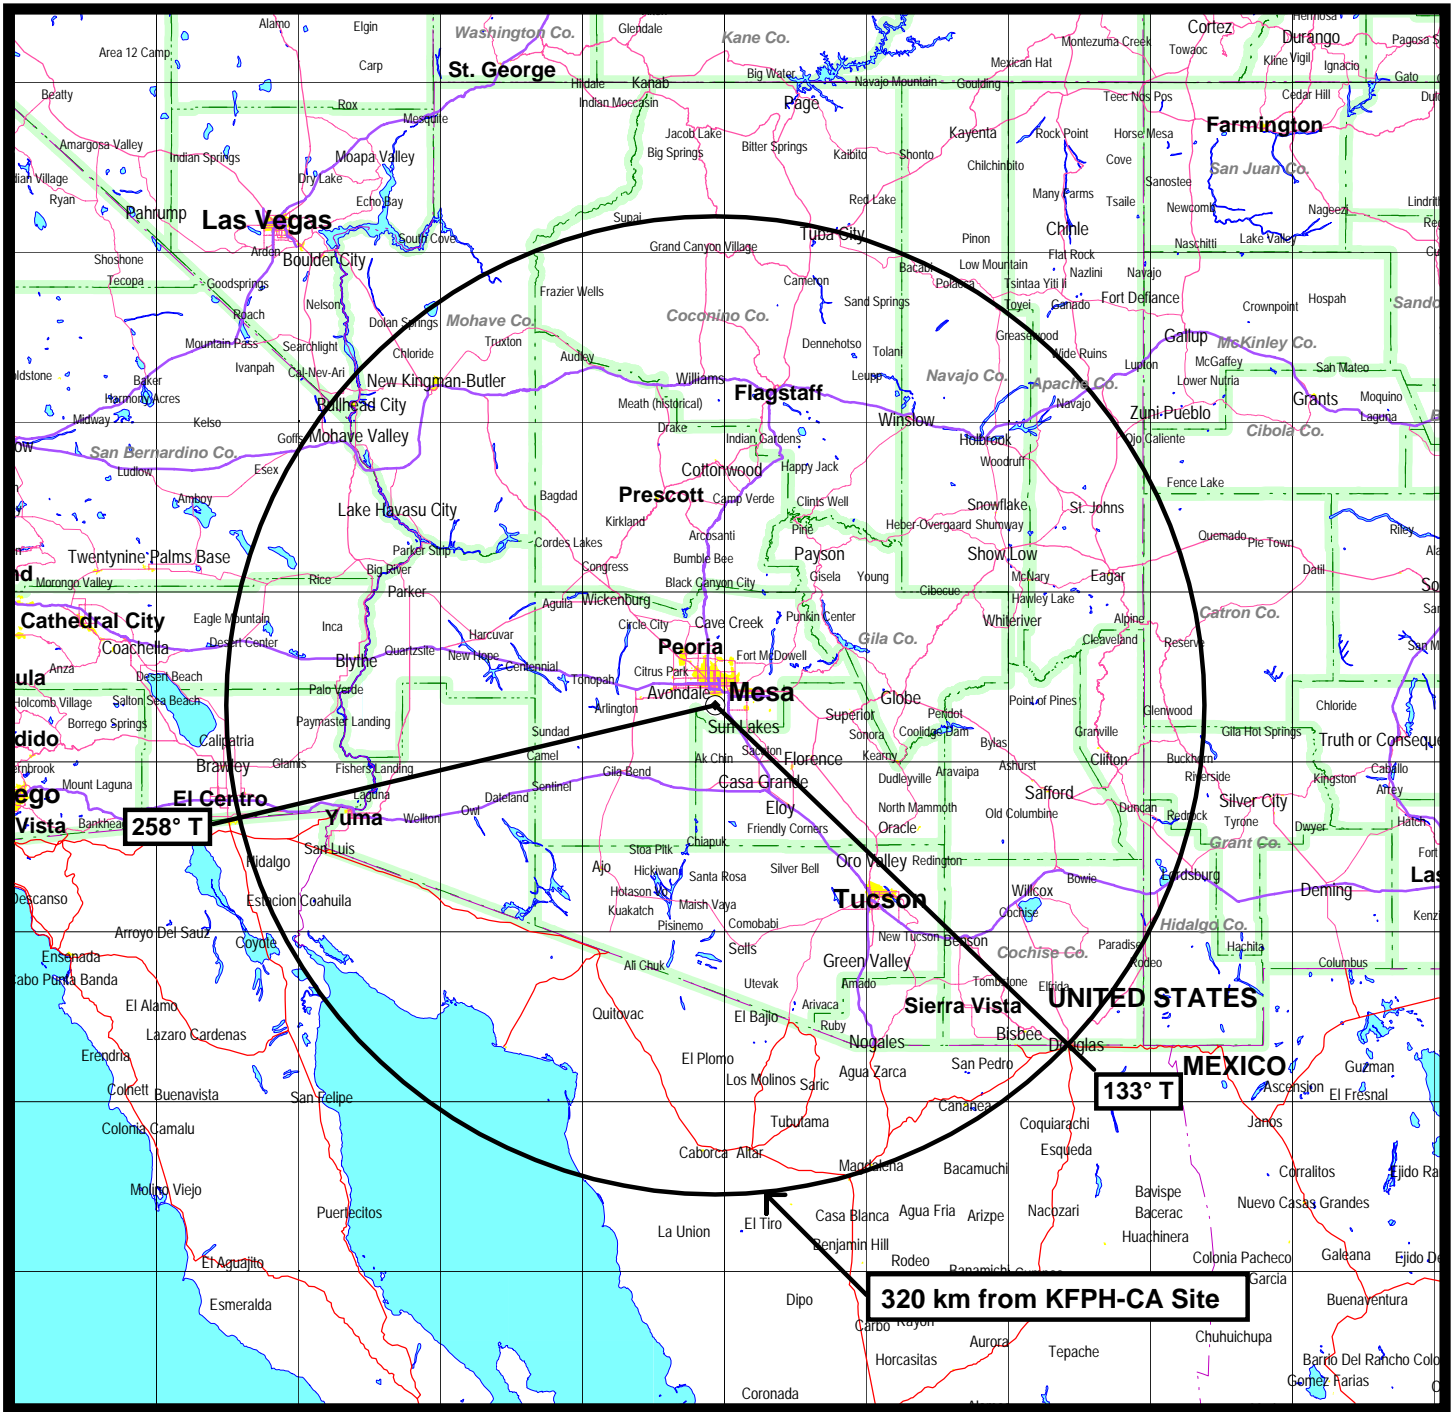 Alamo
Elgin
Washington Co.
Glendale
Kane Co.
Cortez
Hermosa
Durango
Area 12 Camp
Carp
St. George
Montezuma Creek
Towaoc
Kline
Vigil
Ignacio
Mexican Hat
Hildale
Kanab
Big Water
Navajo Mountain
Goulding
Gato
Beatty
Rox
Indian Moccasin
Page
Teec Nos Pos
Cedar Hill
Mesquite
Farmington
Amargosa Valley
Indian Springs
Moapa Valley
Jacob Lake
Big Springs
Bitter Springs
Kaibito
Shonto
Kayenta
Rock Point
Horse Mesa
Chilchinbito
Cove
San Juan Co.
Dry Lake
Ryan
Echo Bay
Red Lake
Many Farms
Sanostee
Tsaile
Newcomb
Nageezi
Pahrump
Las Vegas
Supai
Tuba City
Pinon
Chinle
South Cove
Arden
Boulder City
Grand Canyon Village
Flat Rock
Naschitti
Lake Valley
Shoshone
Tecopa
Goodsprings
Bacabi
Low Mountain
Nazlini
Navajo
Frazier Wells
Cameron
Polacca
Tsintaa Yiti Ii
Nelson
Sand Springs
Toyei
Ganado
Fort Defiance
Crownpoint
Hospah
Roach
Dolan Springs
Mohave Co.
Coconino Co.
Mountain Pass
Searchlight
Truxton
Dennehotso
Greasewood
Gallup
McKinley Co.
Ivanpah
Chloride
Audley
Tolani
Wide Ruins
Lupton
McGaffey
San Mateo
Cal-Nev-Ari
New Kingman-Butler
Williams
Flagstaff
Leupp
Navajo Co.
Apache Co.
Lower Nutria
Baker
Harmony Acres
Bullhead City
Meath (historical)
Navajo
Zuni Pueblo
Grants
Moquino
Laguna
Midway
Kelso
Drake
Winslow
Cibola Co.
Goffs
Mohave Valley
Indian Gardens
Holbrook
Ojo Caliente
San Bernardino Co.
Ludlow
Esex
Cottonwood
Happy Jack
Woodruff
Fence Lake
Amboy
Bagdad
Prescott
Camp Verde
Clints Well
Snowflake
St. Johns
Lake Havasu City
Kirkland
Pine
Heber-Overgaard
Shumway
Riley
Arcosanti
Quemado
Pie Town
Twentynine Palms Base
Parker Strip
Cordes Lakes
Bumble Bee
Payson
Show Low
Morongo Valley
Rice
Big River
Congress
Black Canyon City
Gisela
Young
McNary
Eagar
Datil
Parker
Aguila
Wickenburg
Cibecue
Hawley Lake
Cathedral City
Eagle Mountain
Inca
Circle City
Cave Creek
Punkin Center
Whiteriver
Alpine
Catron Co.
Coachella
Desert Center
Harcuvar
Gila Co.
Cleaveland
Reserve
Anza
Blythe
Quartzsite
New Hope
Centennial
Peoria
Citrus Park
Fort McDowell
Desert Beach
Tonopah
Palo Verde
Avondale
Mesa
Globe
Point of Pines
Holcomb Village
Salton Sea Beach
Arlington
Glenwood
Chloride
Borrego Springs
Paymaster Landing
Sundad
Sun Lakes
Superior
Peridot
Coolidge Dam
Granville
Gila Hot Springs
Calipatria
Camel
Ak Chin
Sacaton
Sonora
Bylas
Truth or Conseque
Brawley
Glamis
Fishers Landing
Gila Bend
Florence
Kearny
Aravaipa
Ashurst
Clifton
Buckhorn
Riverside
Kingston
Caballo
Mount Laguna
El Centro
Laguna
Sentinel
Casa Grande
Dudleyville
Safford
Silver City
Arrey
Dateland
Eloy
North Mammoth
Duncan
Redrock
Yuma
Wellton
Owl
Old Columbine
Tyrone
Dwyer
Hatch
258° T
Friendly Corners
Oracle
San Luis
Chiapuk
Grant Co.
Hidalgo
Stoa Pitk
Oro Valley
Redington
Ajo
Hickiwan
Santa Rosa
Silver Bell
Bowie
Lordsburg
Deming
Descanso
Estacion Coahuila
Tucson
Willcox
Kuakatch
Maish Vaya
Cochise
Arroyo Del Sauz
Pisinemo
Comobabi
Hidalgo Co.
Coyote
Sells
New Tucson
Benson
Cochise Co.
Paradise
Hachita
Ensenada
Ali Chuk
Green Valley
Rodeo
Columbus
Utevak
Amado
Tombstone
Elfrida
El Alamo
Quitovac
Arivaca
Sierra Vista
UNITED STATES
El Bajio
Ruby
Lazaro Cardenas
Bisbee
Erendria
Nogales
Douglas
El Plomo
San Pedro
MEXICO
Guzman
Colnett
Buenavista
Los Molinos
Saric
Agua Zarca
133° T
Ascension
El Fresnal
San Felipe
Cananea
Colonia Camalu
Tubutama
Coquiarachi
Janos
Caborca
Altar
Esqueda
Magdalena
Bacamuchi
Corralitos
Molino Viejo
Bavispe
Puertecitos
Casa Blanca
Agua Fria
Arizpe
Nacozari
Bacerac
Nuevo Casas Grandes
La Union
El Tiro
Huachinera
El Aguajito
Benjamin Hill
Rodeo
Colonia Pacheco
Galeana
Garcia
Esmeralda
Dipo
320 km from KFPH-CA Site
Buenaventura
Carbo
Aurora
Chuhuichupa
Horcasitas
Tepache
Barrio Del Rancho Colo
Gomez Farias
Coronada